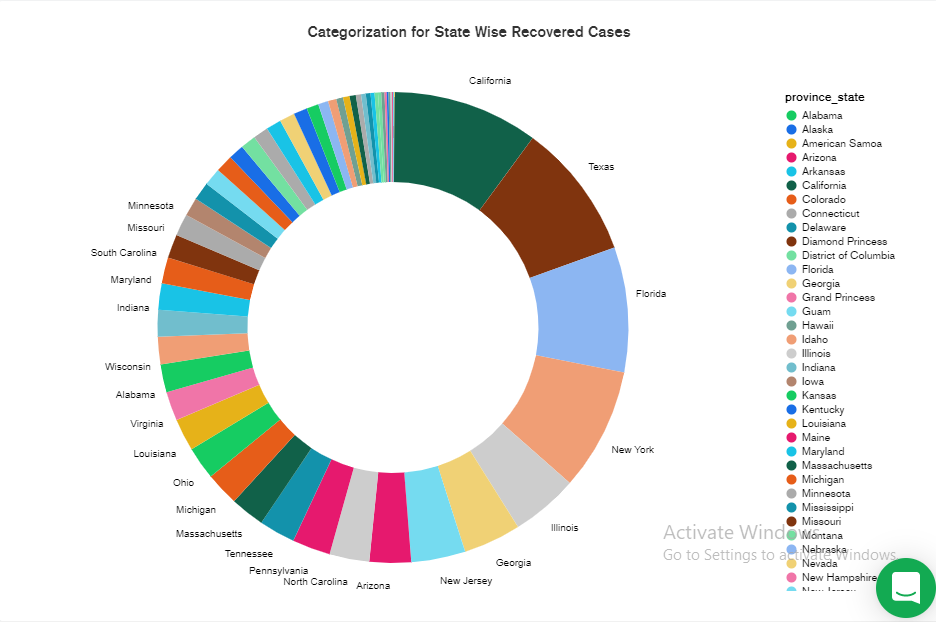 Categorization for State Wise Recovered Cases
California
Texas
Florida
New York
Illinois
Georgia
New Jersey
Arizona
North Carolina
Pennsylvania
Tennessee
Massachusetts
Michigan
Ohio
Louisiana
Virginia
Alabama
Wisconsin
Indiana
Maryland
South Carolina
Missouri
Minnesota
province_state
Alabama
Alaska
American Samoa
Arizona
Arkansas
California
Colorado
Connecticut
Delaware
Diamond Princess
District of Columbia
Florida
Georgia
Grand Princess
Guam
Hawaii
Idaho
Illinois
Indiana
Iowa
Kansas
Kentucky
Louisiana
Maine
Maryland
Massachusetts
Michigan
Minnesota
Mississippi
Missouri
Montana
Nebraska
Nevada
New Hampshire
New Jersey
Activate Windows
Go to Settings to activate Windows.